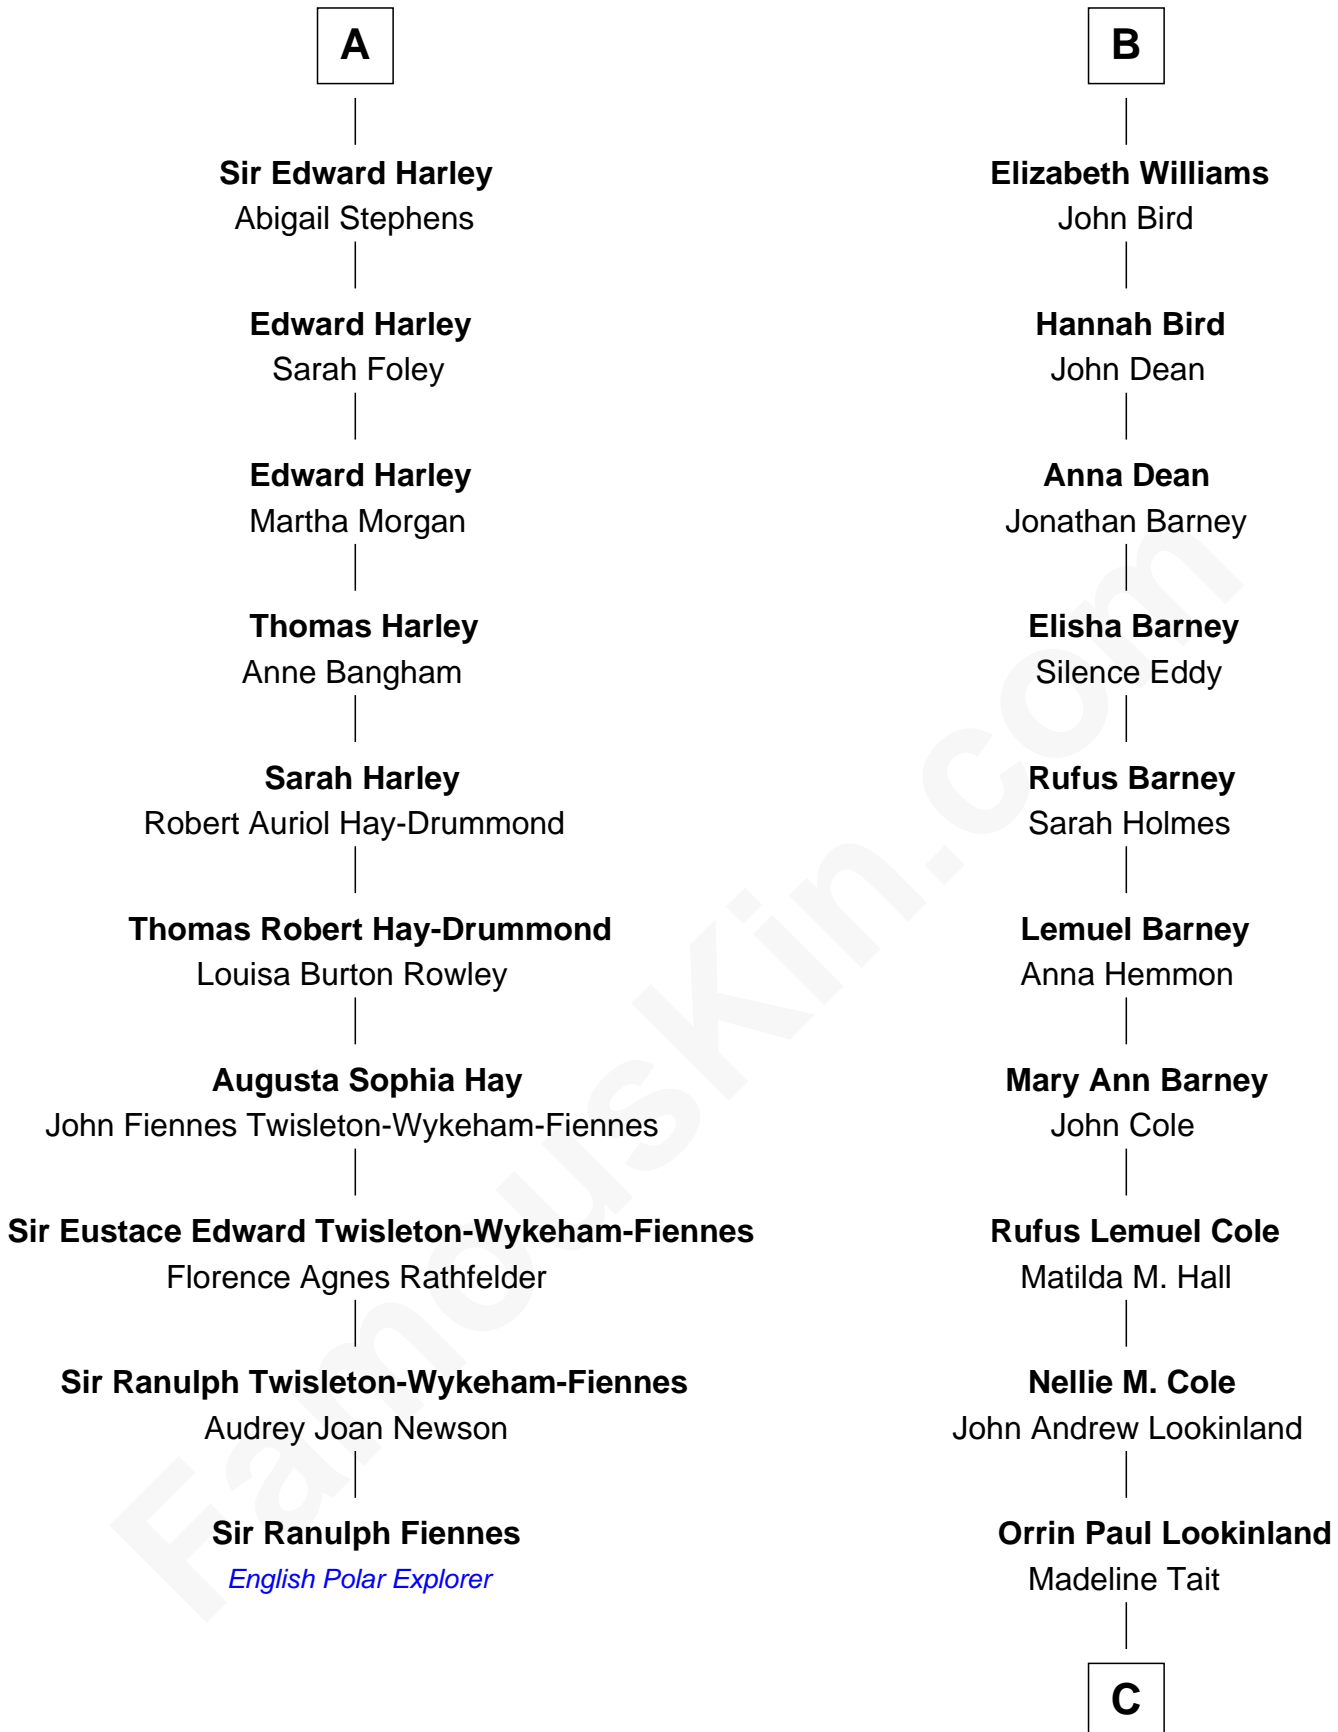 A
Sir Edward Harley
Abigail Stephens
Edward Harley
Sarah Foley
Edward Harley
Martha Morgan
Thomas Harley
Anne Bangham
Sarah Harley
Robert Auriol Hay-Drummond
Thomas Robert Hay-Drummond
Louisa Burton Rowley
Augusta Sophia Hay
John Fiennes Twisleton-Wykeham-Fiennes
Sir Eustace Edward Twisleton-Wykeham-Fiennes
Florence Agnes Rathfelder
Sir Ranulph Twisleton-Wykeham-Fiennes
Audrey Joan Newson
Sir Ranulph Fiennes
English Polar Explorer
B
Elizabeth Williams
John Bird
Hannah Bird
John Dean
Anna Dean
Jonathan Barney
Elisha Barney
Silence Eddy
Rufus Barney
Sarah Holmes
Lemuel Barney
Anna Hemmon
Mary Ann Barney
John Cole
Rufus Lemuel Cole
Matilda M. Hall
Nellie M. Cole
John Andrew Lookinland
Orrin Paul Lookinland
Madeline Tait
C
FamousKin.com